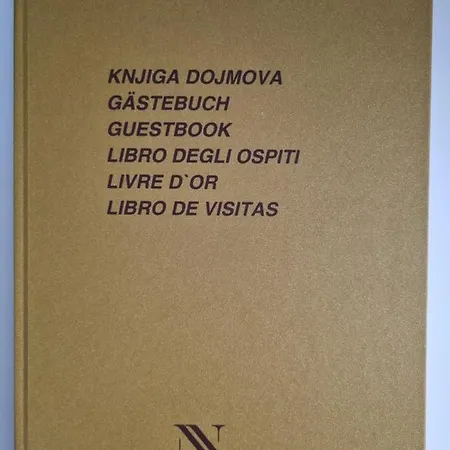 KNJIGA DOJMOVA
GÄSTEBUCH
GUESTBOOK
LIBRO DEGLI OSPITI
LIVRE D`OR
LIBRO DE VISITAS
N